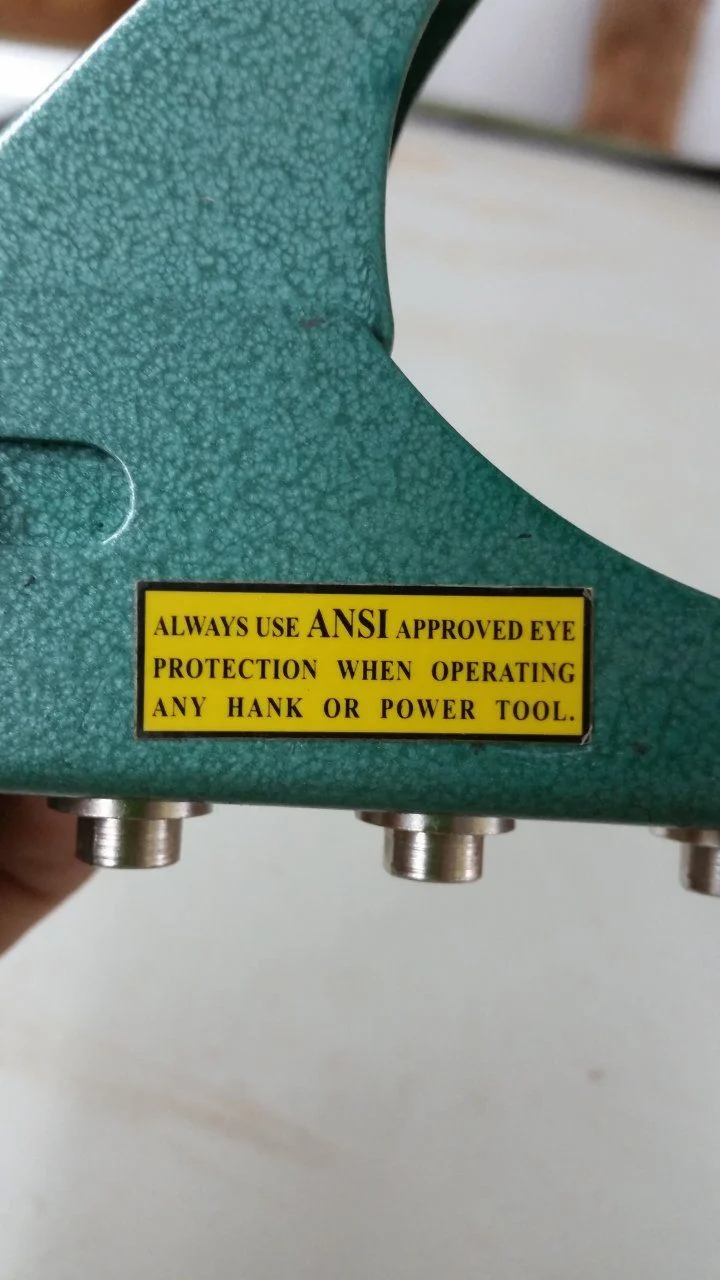 ALWAYS USE ANSI APPROVED EYE
PROTECTION WHEN OPERATING
ANY HANK OR POWER TOOL.